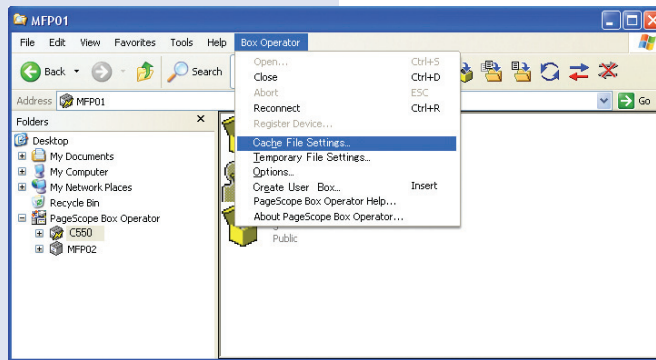 MFP01
File Edit View Favorites Tools Help Box Operator
Back Search
Address MFP01 Go
Folders
Desktop
My Documents
My Computer
My Network Places
Recycle Bin
PageScope Box Operator
C550
MFP02
Open... Ctrl+S
Close Ctrl+D
Abort ESC
Reconnect Ctrl+R
Register Device...
Cache File Settings...
Temporary File Settings...
Options...
Create User Box... Insert
PageScope Box Operator Help...
About PageScope Box Operator...
Public